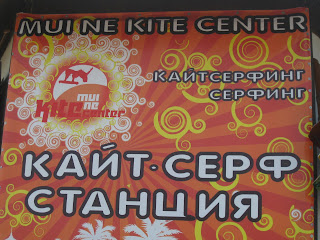 MUI NE KITE CENTER
КАЙТСЕРФИНГ
СЕРФИНГ
MUI
NE
Kite center
КАЙТ·СЕРФ
СТАНЦИЯ